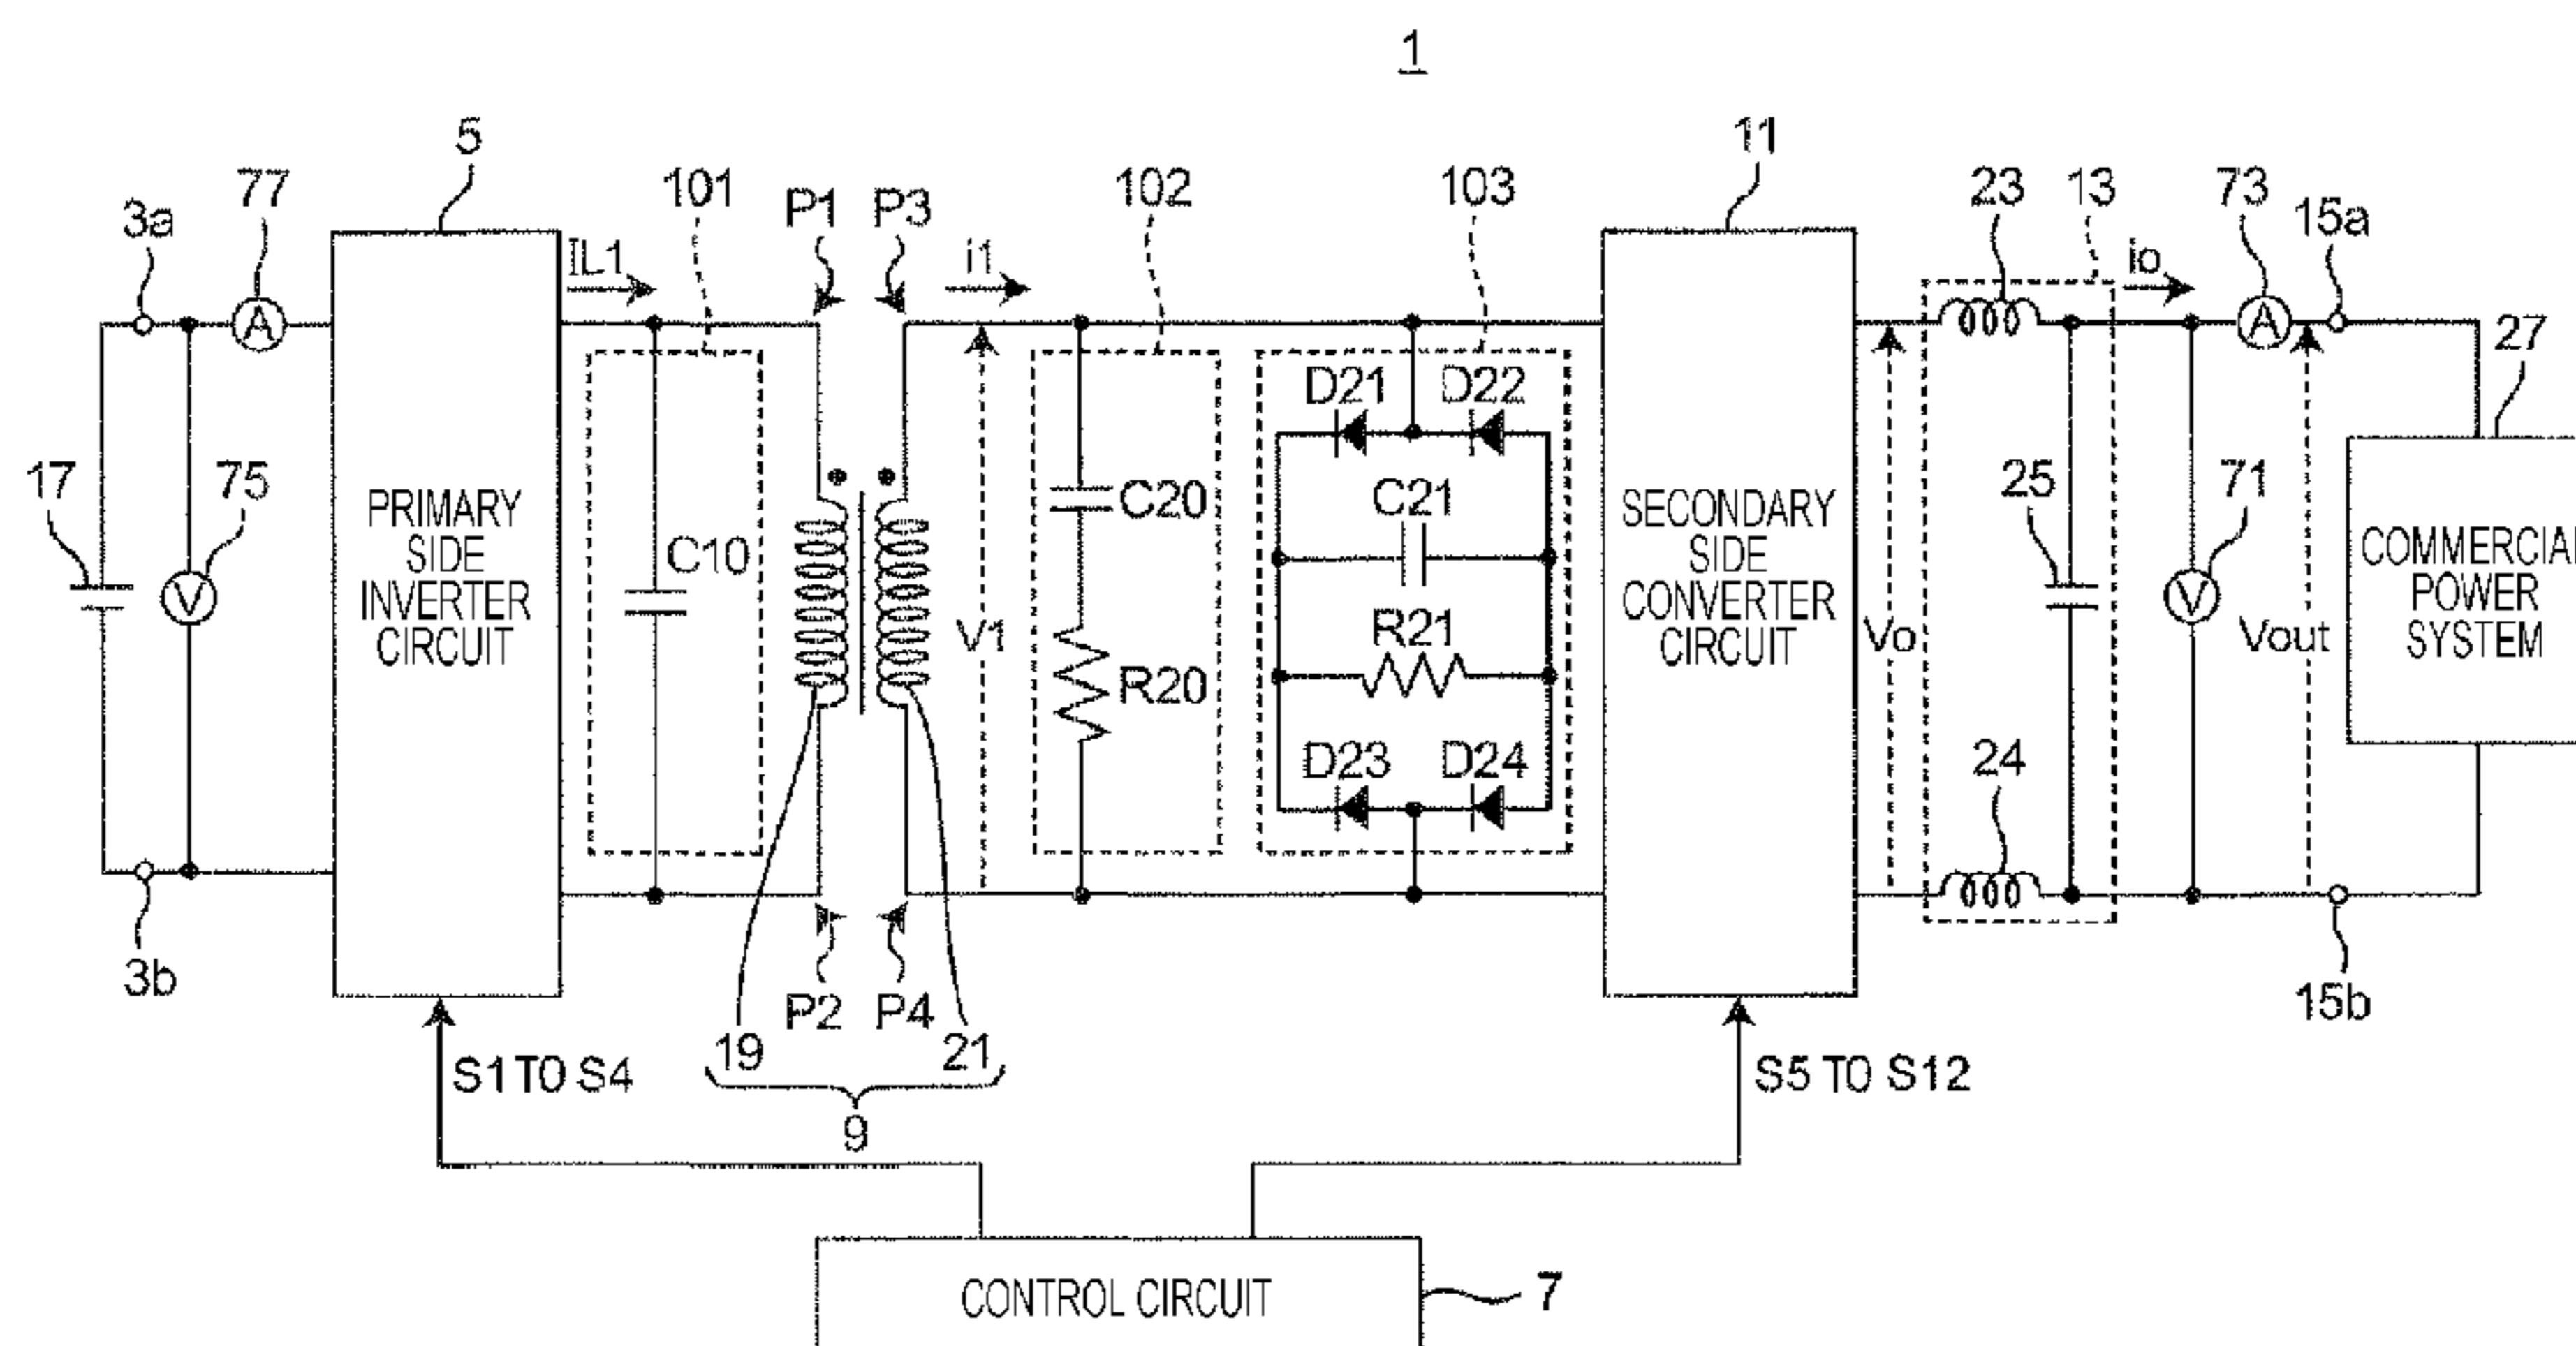 1
5
11
77
101
P1
P3
102
103
23
13
73
15a
3a
IL1
i1
io
27
A
A
D21
D22
17
75
PRIMARY
SIDE
INVERTER
CIRCUIT
C10
C20
C21
SECONDARY
SIDE
CONVERTER
CIRCUIT
25
71
COMMERCIAL
POWER
SYSTEM
V
V
V1
R21
Vo
Vout
R20
D23
D24
24
3b
P2
P4
15b
19
21
S1 TO S4
S5 TO S12
9
CONTROL CIRCUIT
7